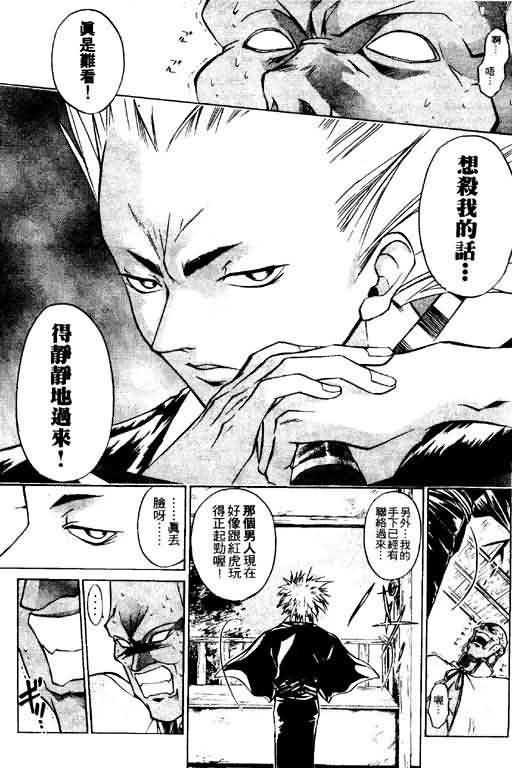 啊…
唔…
真是難看！
想殺我的話…
得靜靜地過來！
另外…我的
手下已經有
聯絡過來…
喔…
那個男人現在
好像跟紅虎玩
得正起勁喔！
……真丟
臉呀…
……